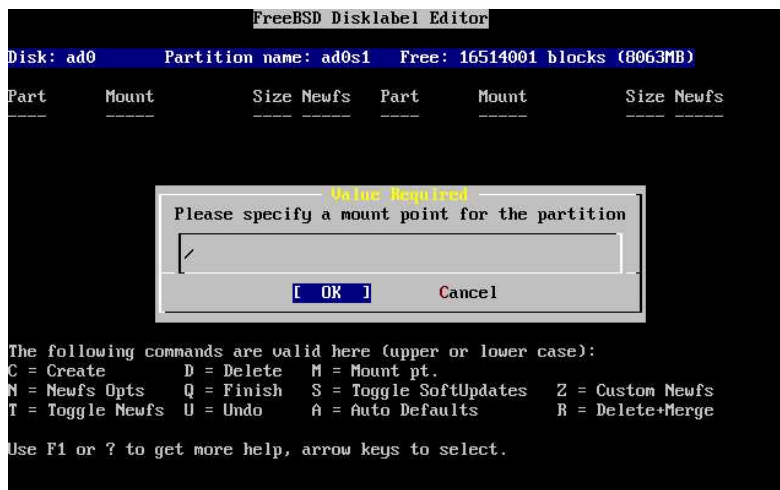 FreeBSD Disklabel Editor
Disk: ad0 Partition name: ad0s1 Free: 16514001 blocks (8063MB)
Part Mount Size Newfs Part Mount Size Newfs
---- ----- ---- ----- ---- ----- ---- -----
Value Required
Please specify a mount point for the partition
/
[ OK ] Cancel
The following commands are valid here (upper or lower case):
C = Create D = Delete M = Mount pt.
N = Newfs Opts Q = Finish S = Toggle SoftUpdates Z = Custom Newfs
T = Toggle Newfs U = Undo A = Auto Defaults R = Delete+Merge
Use F1 or ? to get more help, arrow keys to select.